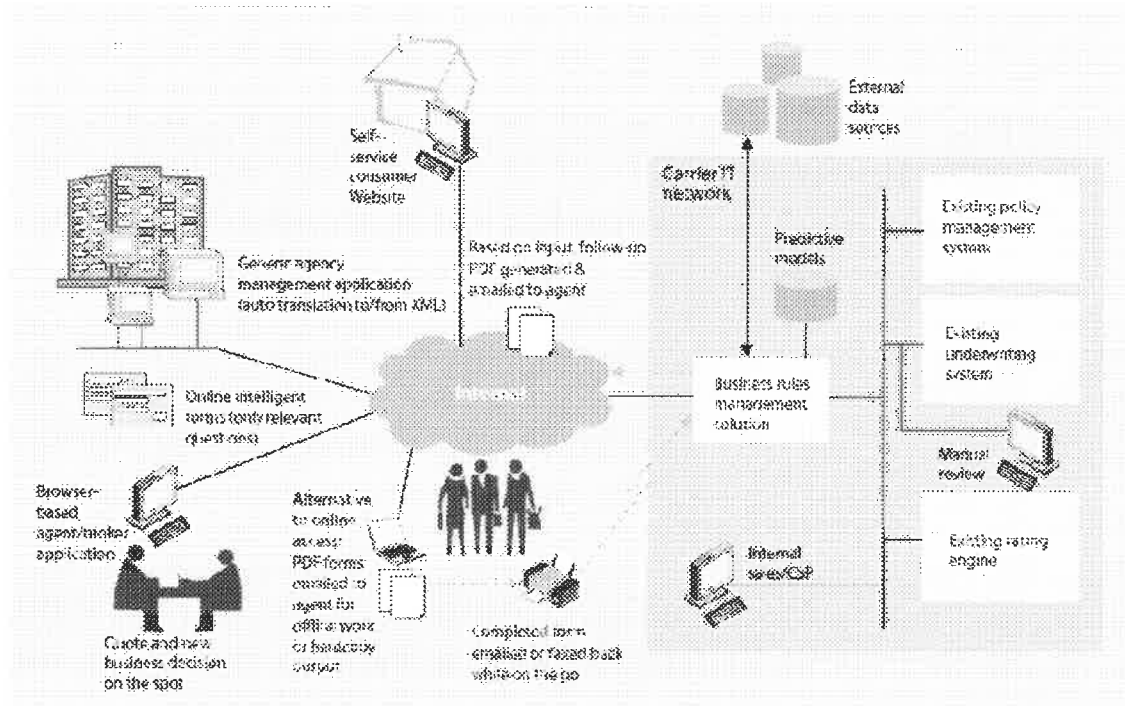 External
data
sources
Self-
service
consumer
Website
Carrier IT
network
Existing policy
management
system
Predictive
models
Based on input, follow-up
PDF generated &
emailed to agent
Generic agency
management application
(auto translation to/from XML)
Existing
underwriting
system
Internet
Business rules
management
solution
Online intelligent
forms (only relevant
questions)
Manual
review
Browser-
based
agent/broker
application
Alternative
to online
access:
PDF forms
emailed to
agent for
offline work
or hardcopy
output
Existing rating
engine
Internal
sales/CSR
Completed form
emailed or faxed back
while on the go
Quote and new
business decision
on the spot